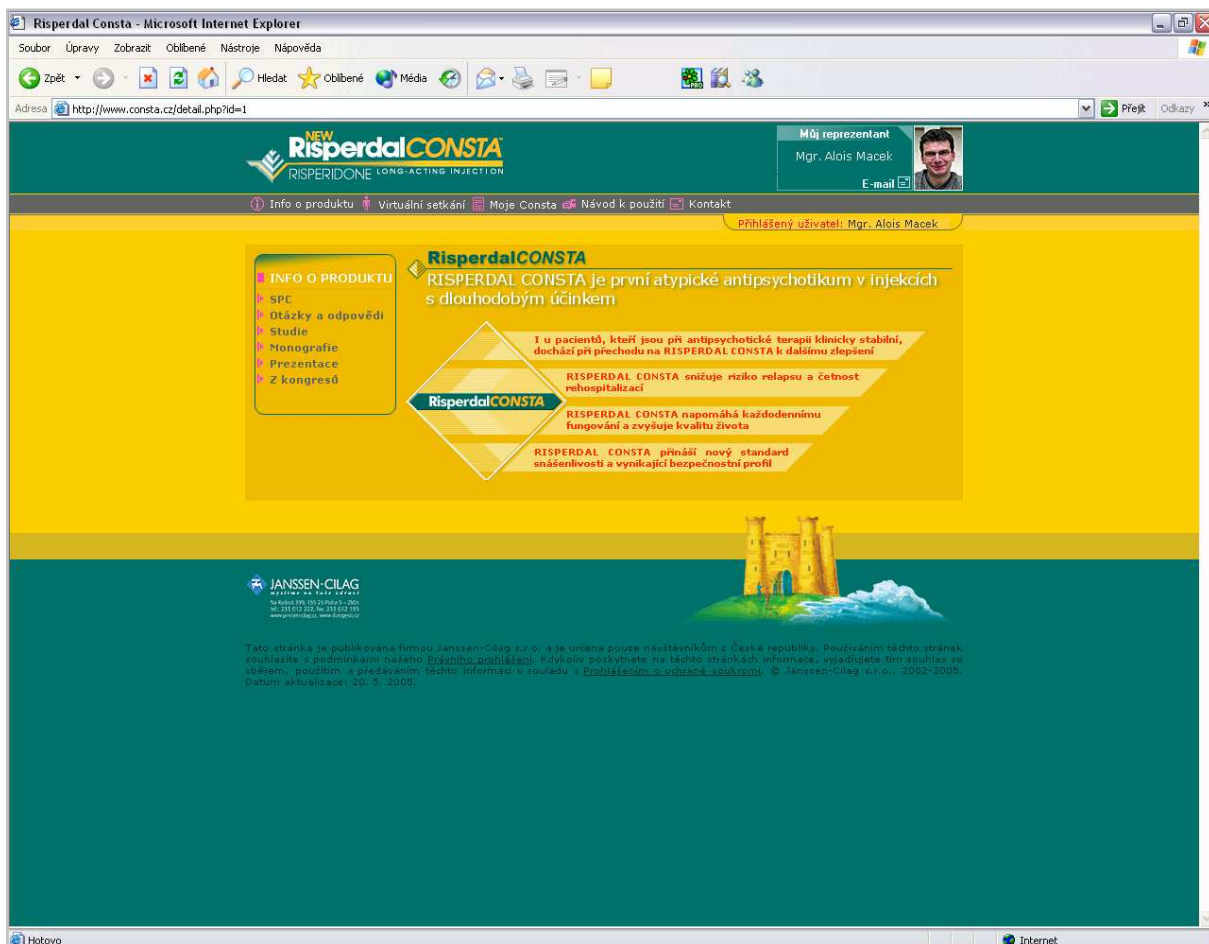 Risperdal Consta - Microsoft Internet Explorer
Soubor Úpravy Zobrazit Oblíbené Nástroje Nápověda
Zpět Hledat Oblíbené Média
Adresa http://www.consta.cz/detail.php?id=1 Přejít Odkazy
NEW
RisperdalCONSTA
RISPERIDONE LONG-ACTING INJECTION
Můj reprezentant
Mgr. Alois Macek
E-mail
Info o produktu Virtuální setkání Moje Consta Návod k použití Kontakt
Přihlášený uživatel: Mgr. Alois Macek
INFO O PRODUKTU
SPC
Otázky a odpovědi
Studie
Monografie
Prezentace
Z kongresů
RisperdalCONSTA
RISPERDAL CONSTA je první atypické antipsychotikum v injekcích
s dlouhodobým účinkem
I u pacientů, kteří jsou při antipsychotické terapii klinicky stabilní,
dochází při přechodu na RISPERDAL CONSTA k dalšímu zlepšení
RISPERDAL CONSTA snižuje riziko relapsu a četnost
rehospitalizací
RisperdalCONSTA
RISPERDAL CONSTA napomáhá každodennímu
fungování a zvyšuje kvalitu života
RISPERDAL CONSTA přináší nový standard
snášenlivosti a vynikající bezpečnostní profil
JANSSEN-CILAG
myslíme na Vaše zdraví
Tato stránka je publikována firmou Janssen-Cilag s.r.o. a je určena pouze návštěvníkům z České republiky. Používáním těchto stránek
souhlasíte s podmínkami našeho Právního prohlášení. Kdykoliv poskytnete na těchto stránkách informace, vyjadřujete tím souhlas se
sběrem, použitím a předáváním těchto informací v souladu s Prohlášením o ochraně soukromí. © Janssen-Cilag s.r.o., 2002-2005.
Datum aktualizace: 20. 5. 2005.
Hotovo Internet